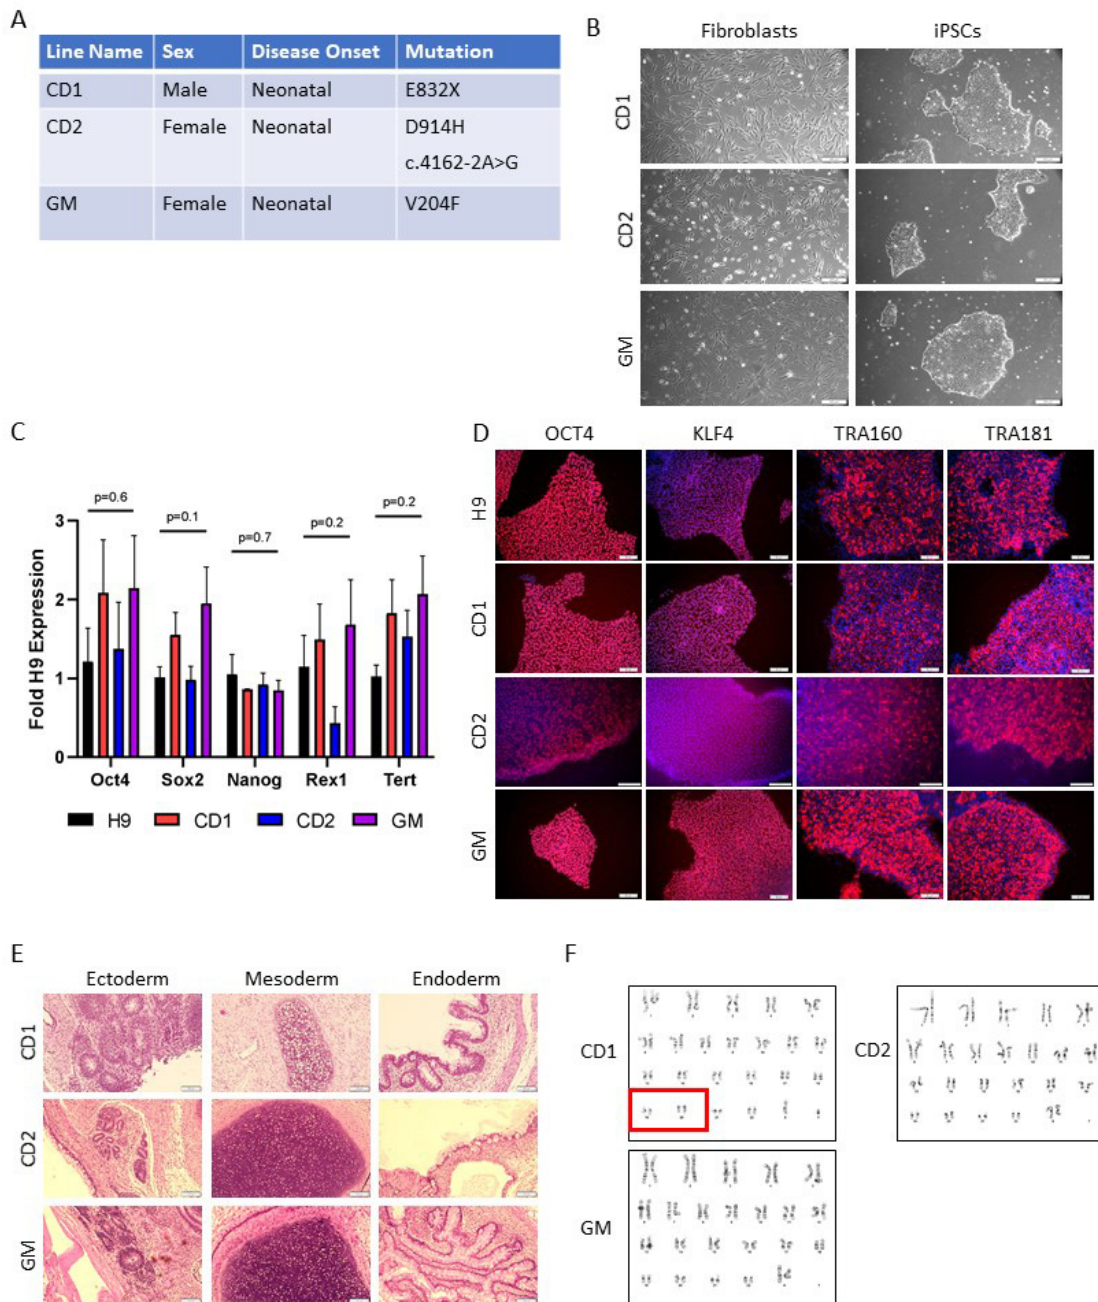 A
Line Name Sex Disease Onset Mutation
CD1 Male Neonatal E832X
CD2 Female Neonatal D914H
c.4162-2A>G
GM Female Neonatal V204F
B
Fibroblasts iPSCs
CD1
CD2
GM
C
p=0.6
p=0.1
p=0.7
p=0.2
p=0.2
3
2
1
0
Fold H9 Expression
Oct4 Sox2 Nanog Rex1 Tert
H9 CD1 CD2 GM
D
OCT4 KLF4 TRA160 TRA181
H9
CD1
CD2
GM
E
Ectoderm Mesoderm Endoderm
CD1
CD2
GM
F
CD1
CD2
GM